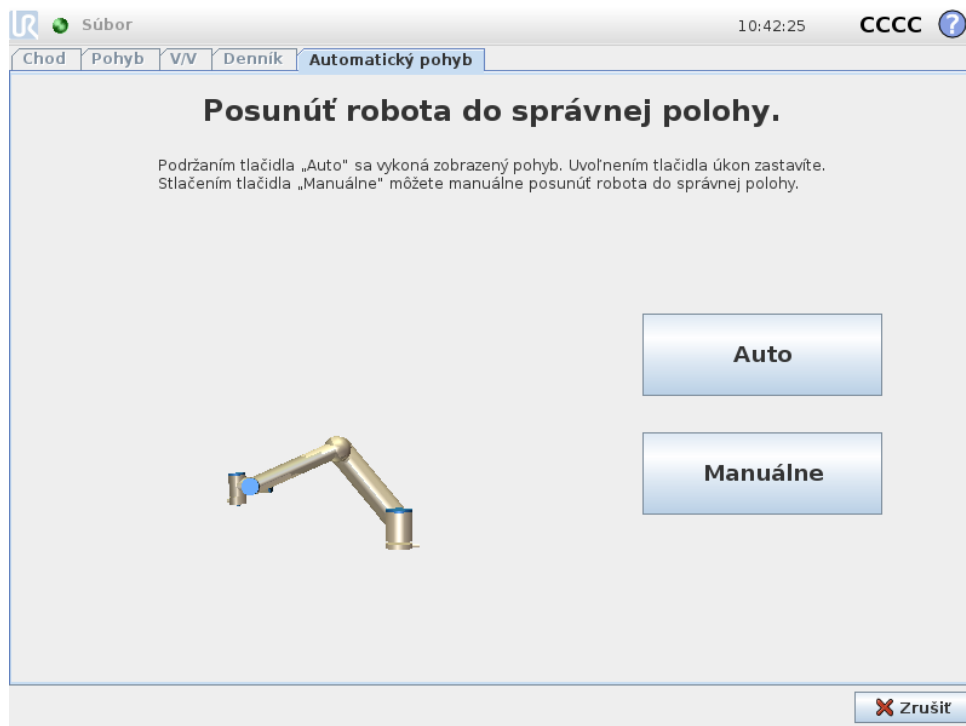 UR Súbor 10:42:25 CCCC ?
Chod Pohyb V/V Denník Automatický pohyb
Posunúť robota do správnej polohy.
Podržaním tlačidla „Auto" sa vykoná zobrazený pohyb. Uvoľnením tlačidla úkon zastavíte.
Stlačením tlačidla „Manuálne" môžete manuálne posunúť robota do správnej polohy.
Auto
Manuálne
Zrušiť